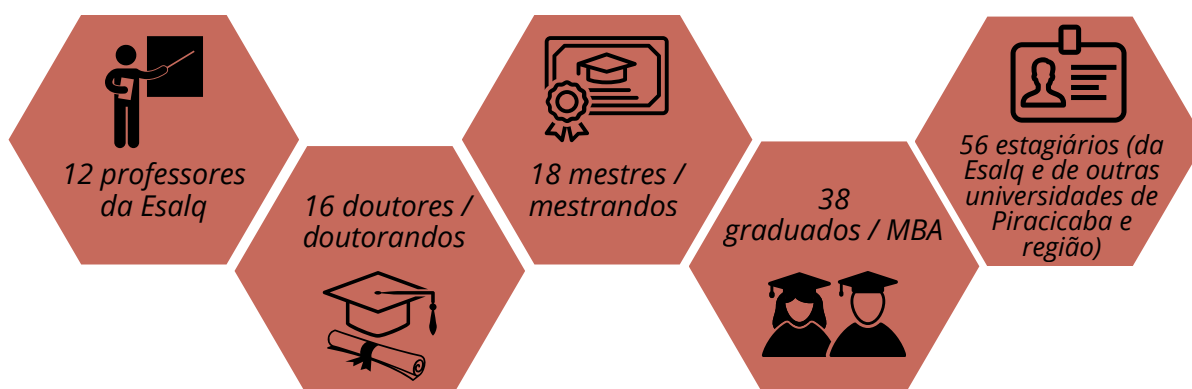 12 professores
da Esalq
16 doutores /
doutorandos
18 mestres /
mestrandos
38
graduados / MBA
56 estagiários (da
Esalq e de outras
universidades de
Piracicaba e
região)